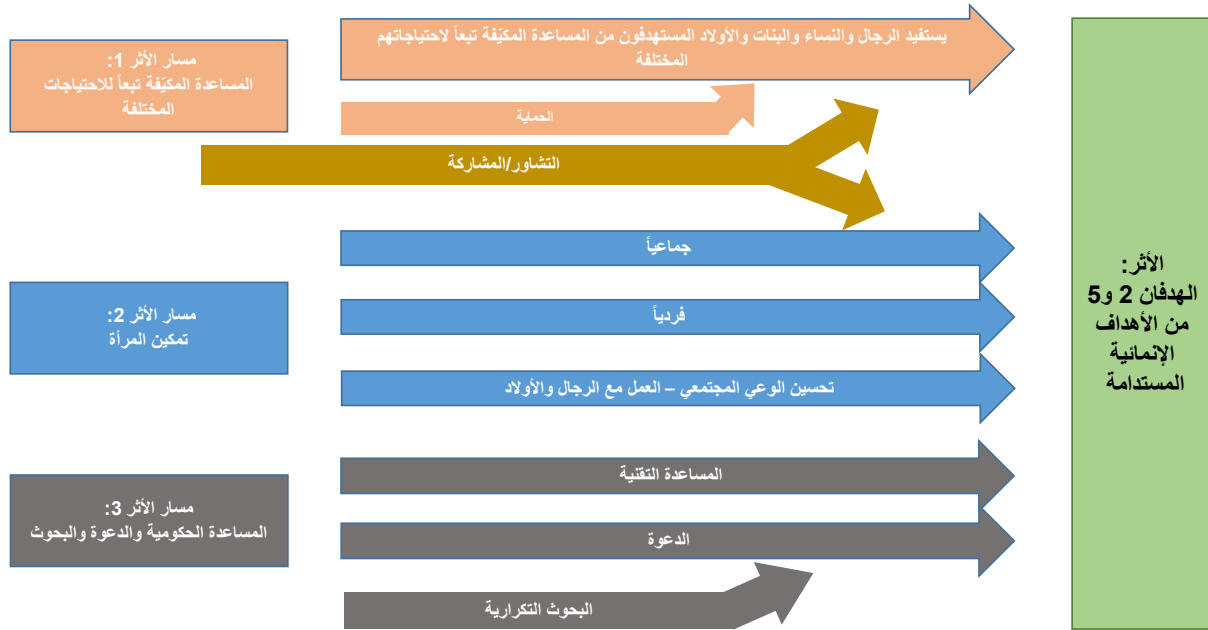 مسار الأثر 1:
المساعدة المكيّفة تبعاً للاحتياجات
المختلفة
يستفيد الرجال والنساء والبنات والأولاد المستهدفون من المساعدة المكيّفة تبعاً لاحتياجاتهم
المختلفة
الحماية
التشاور/المشاركة
مسار الأثر 2:
تمكين المرأة
جماعياً
فردياً
تحسين الوعي المجتمعي – العمل مع الرجال والأولاد
مسار الأثر 3:
المساعدة الحكومية والدعوة والبحوث
المساعدة التقنية
الدعوة
البحوث التكرارية
الأثر:
الهدفان 2 و5
من الأهداف
الإنمائية
المستدامة